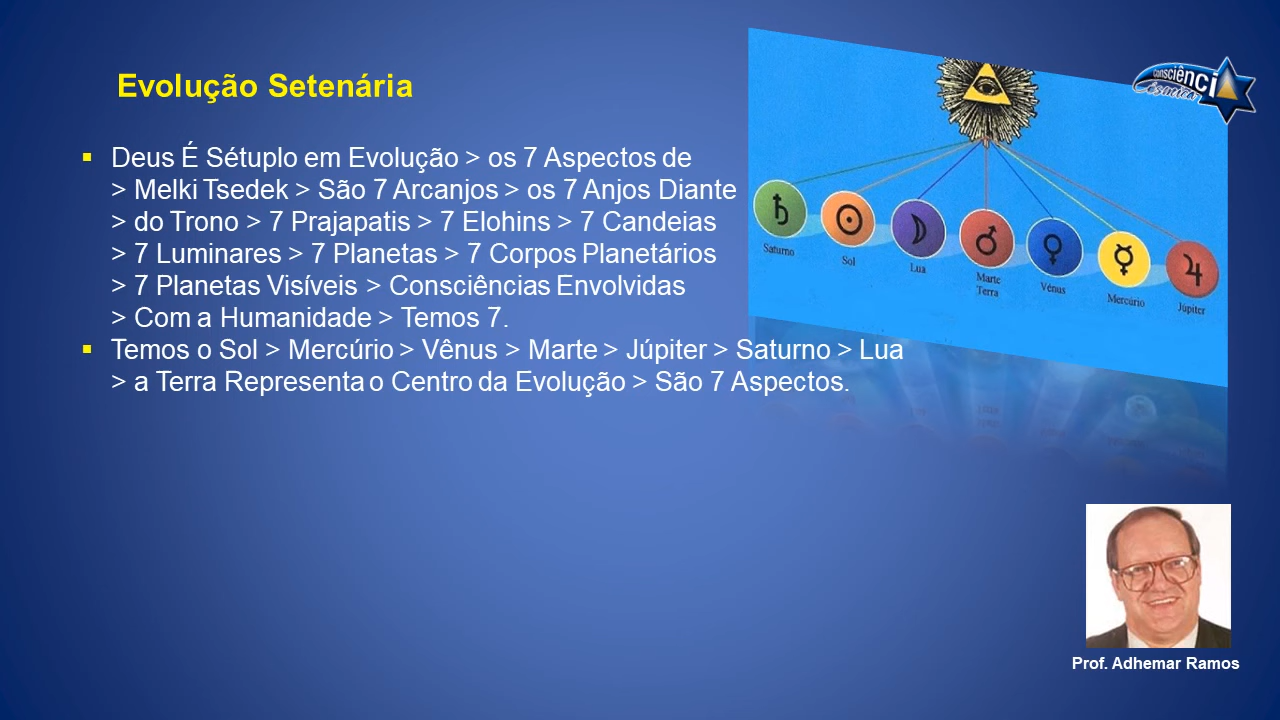 Evolução Setenária
Deus É Sétuplo em Evolução > os 7 Aspectos de
> Melki Tsedek > São 7 Arcanjos > os 7 Anjos Diante
> do Trono > 7 Prajapatis > 7 Elohins > 7 Candeias
> 7 Luminares > 7 Planetas > 7 Corpos Planetários
> 7 Planetas Visíveis > Consciências Envolvidas
> Com a Humanidade > Temos 7.
Temos o Sol > Mercúrio > Vênus > Marte > Júpiter > Saturno > Lua
> a Terra Representa o Centro da Evolução > São 7 Aspectos.
consciênci
Cósmica
Saturno
Sol
Lua
Marte
Terra
Vénus
Mercúrio
Júpiter
Prof. Adhemar Ramos